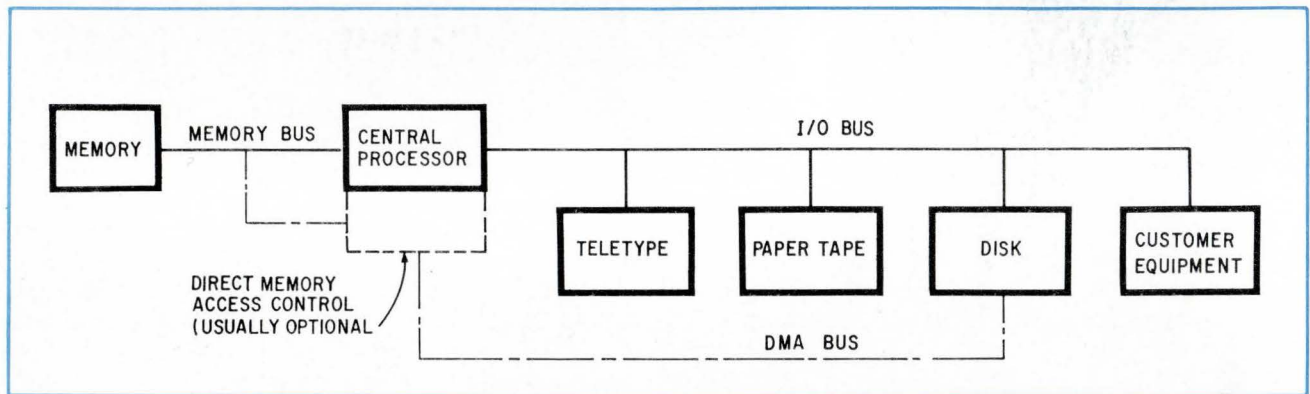 MEMORY
MEMORY BUS
CENTRAL
PROCESSOR
I/O BUS
TELETYPE
PAPER TAPE
DISK
CUSTOMER
EQUIPMENT
DIRECT MEMORY
ACCESS CONTROL
(USUALLY OPTIONAL
DMA BUS